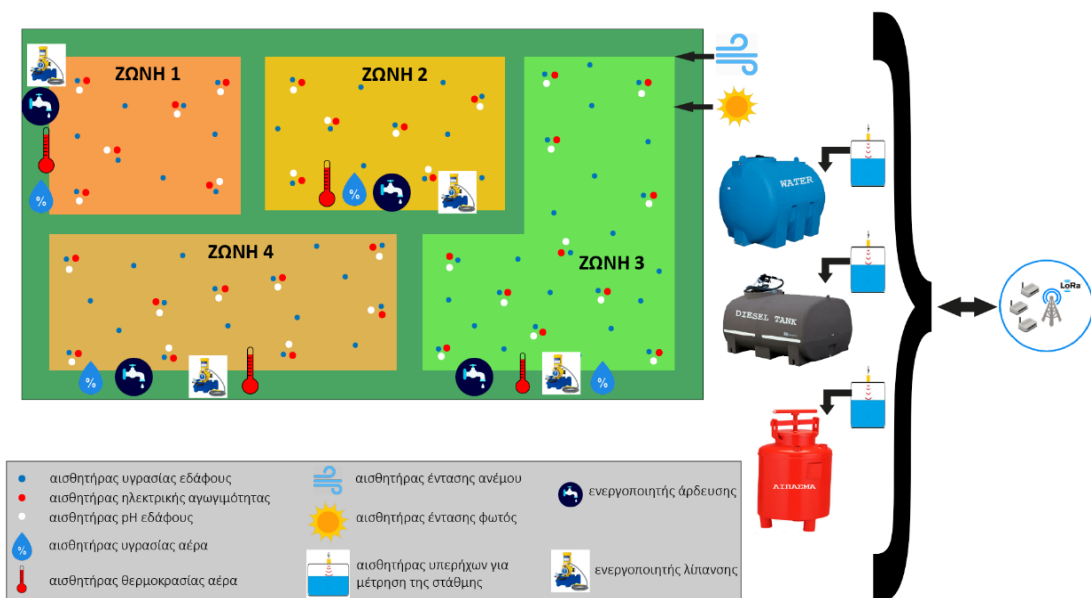 ΖΩΝΗ 1
ΖΩΝΗ 2
%
%
WATER
ΖΩΝΗ 4
ΖΩΝΗ 3
LoRa
DIESEL TANK
%
%
ΛΙΠΑΣΜΑ
αισθητήρας υγρασίας εδάφους
αισθητήρας ηλεκτρικής αγωγιμότητας
αισθητήρας pH εδάφους
% αισθητήρας υγρασίας αέρα
αισθητήρας θερμοκρασίας αέρα
αισθητήρας έντασης ανέμου
αισθητήρας έντασης φωτός
αισθητήρας υπερήχων για
μέτρηση της στάθμης
ενεργοποιητής άρδευσης
ενεργοποιητής λίπανσης